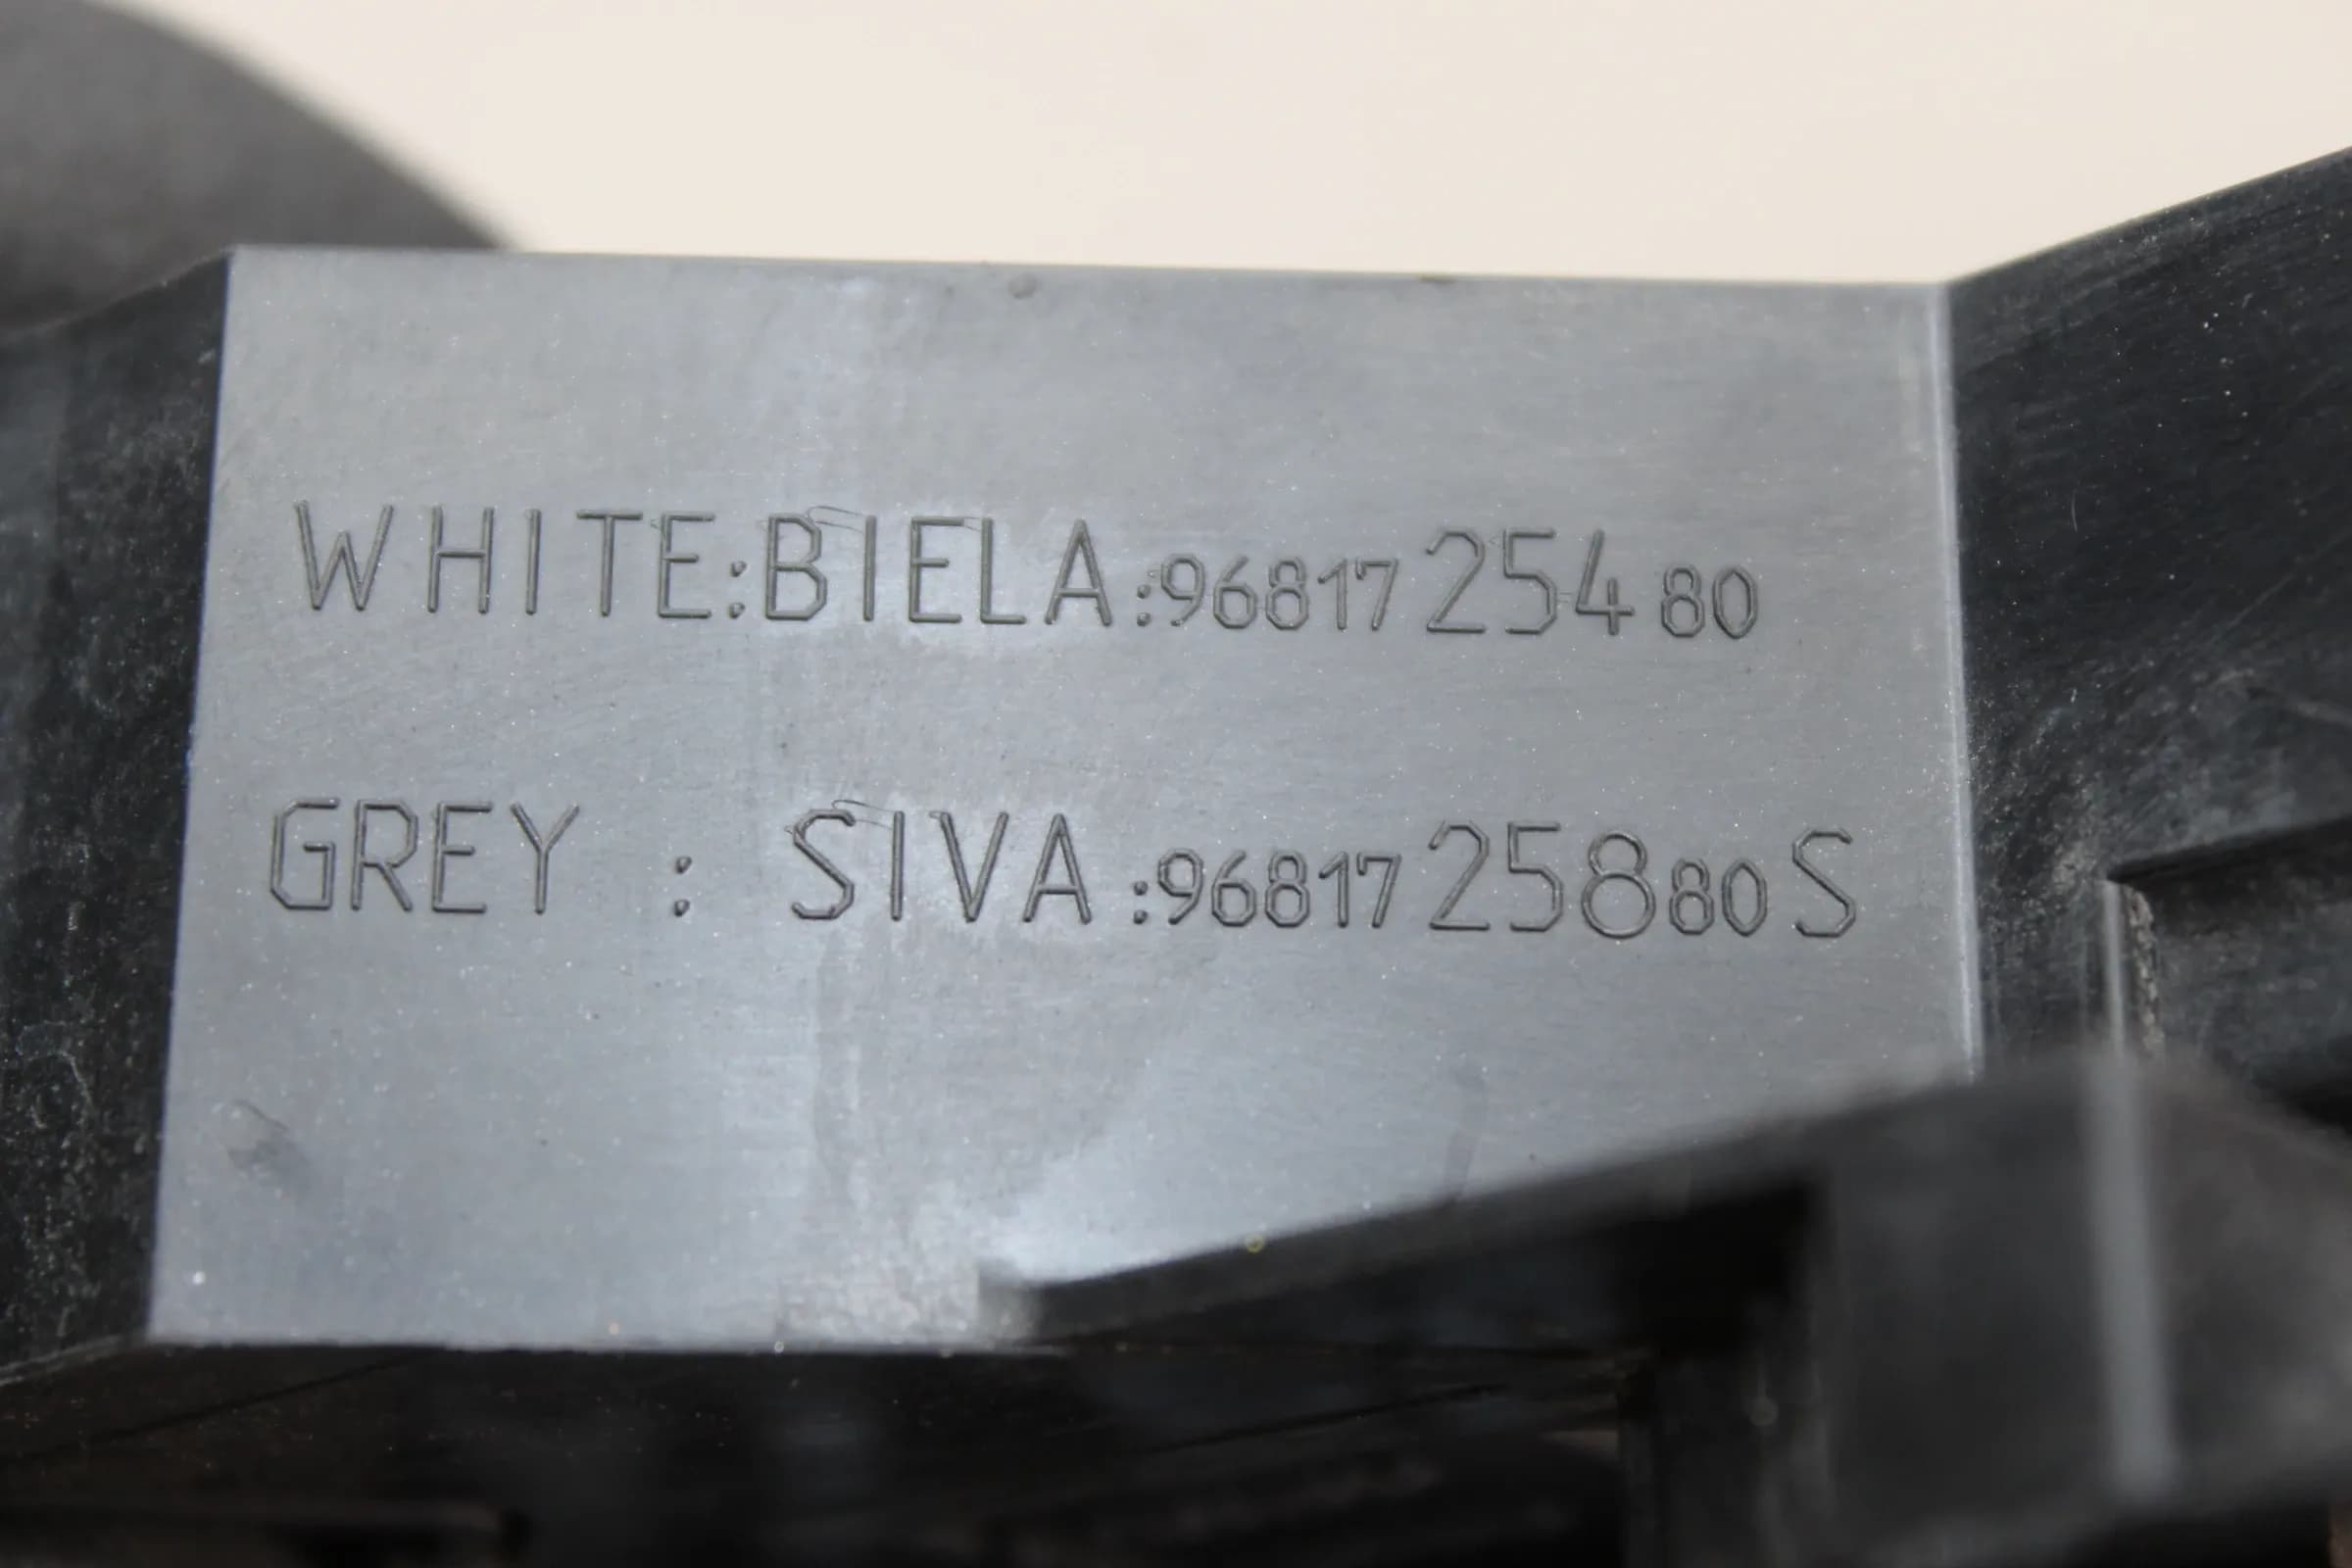 WHITE:BIELA:9681725480
GREY : SIVA:9681725880S